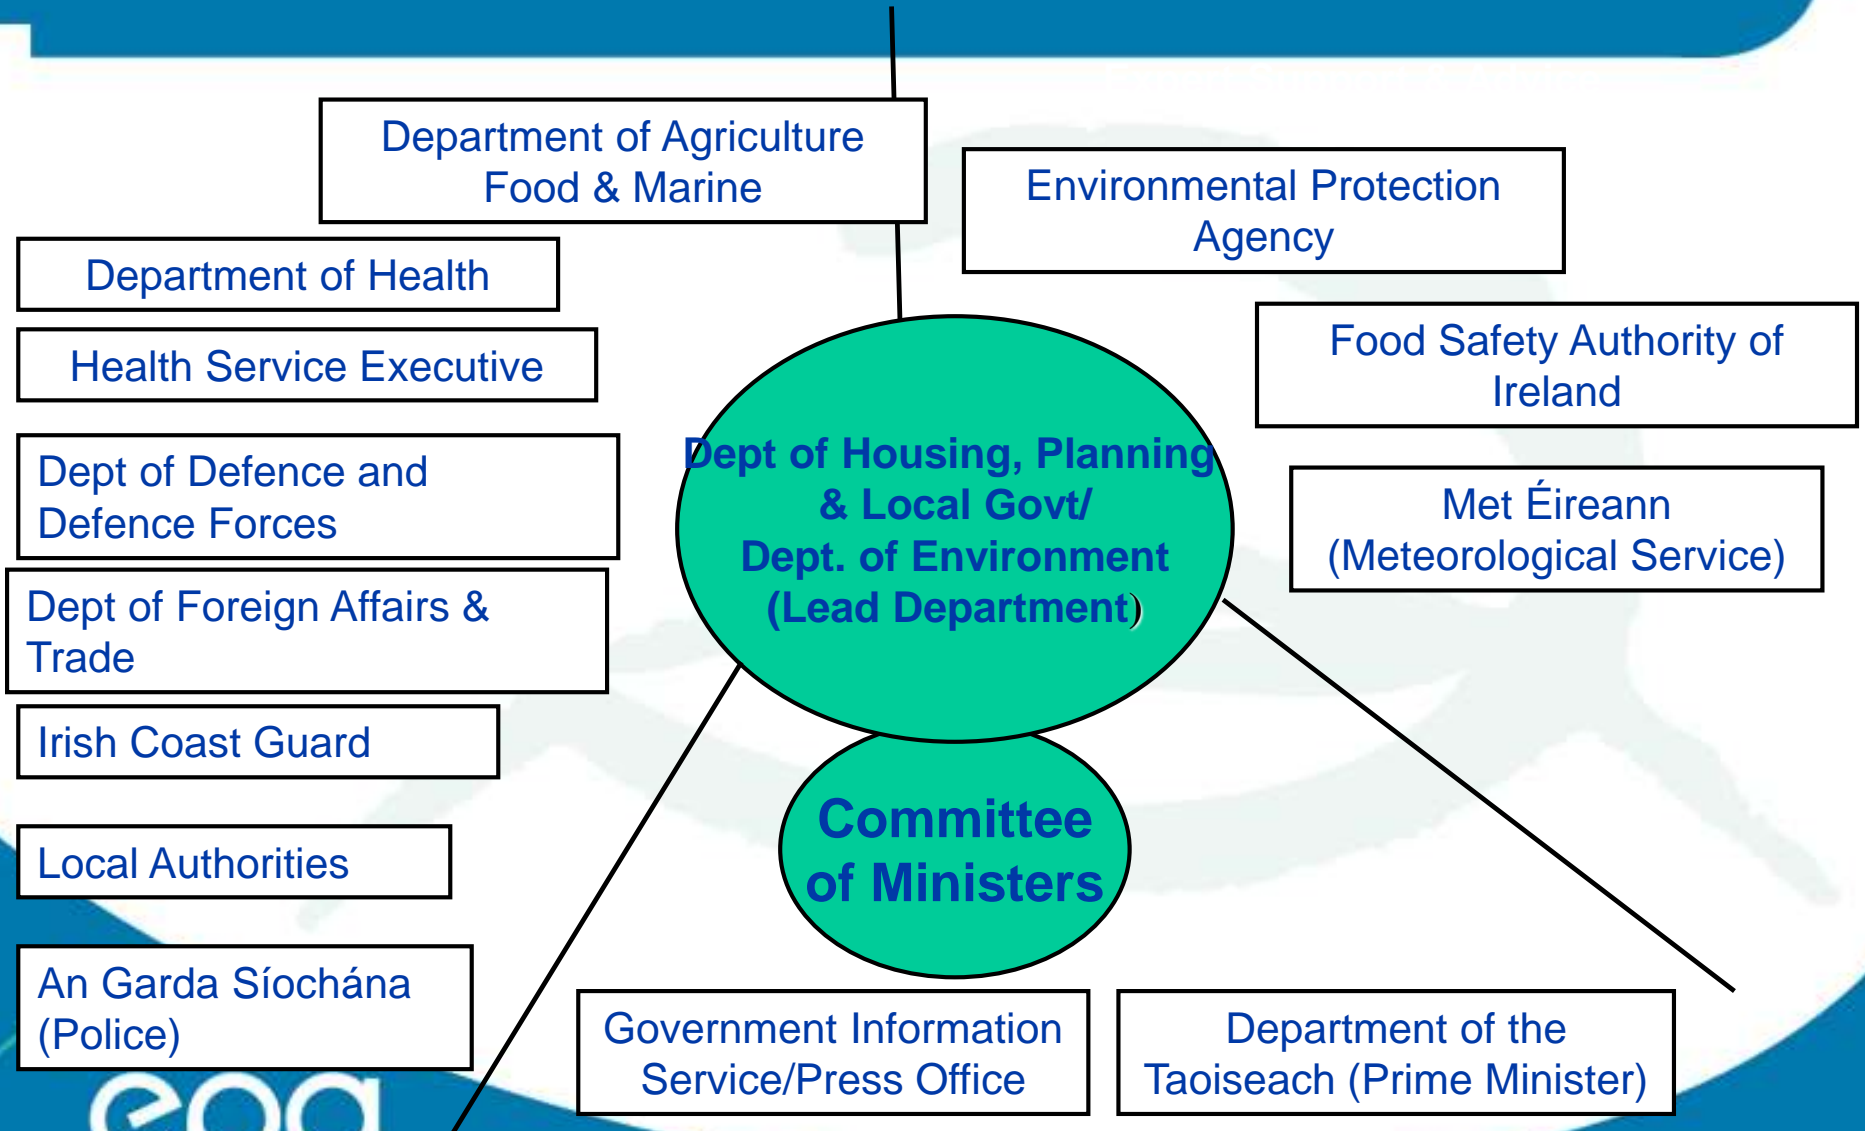 Department of Agriculture
Food & Marine
Environmental Protection
Agency
Department of Health
Health Service Executive
Food Safety Authority of
Ireland
Dept of Defence and
Defence Forces
Dept of Housing, Planning
& Local Govt/
Dept. of Environment
(Lead Department)
Met Éireann
(Meteorological Service)
Dept of Foreign Affairs &
Trade
Irish Coast Guard
Committee
of Ministers
Local Authorities
An Garda Síochána
(Police)
Government Information
Service/Press Office
Department of the
Taoiseach (Prime Minister)
epa